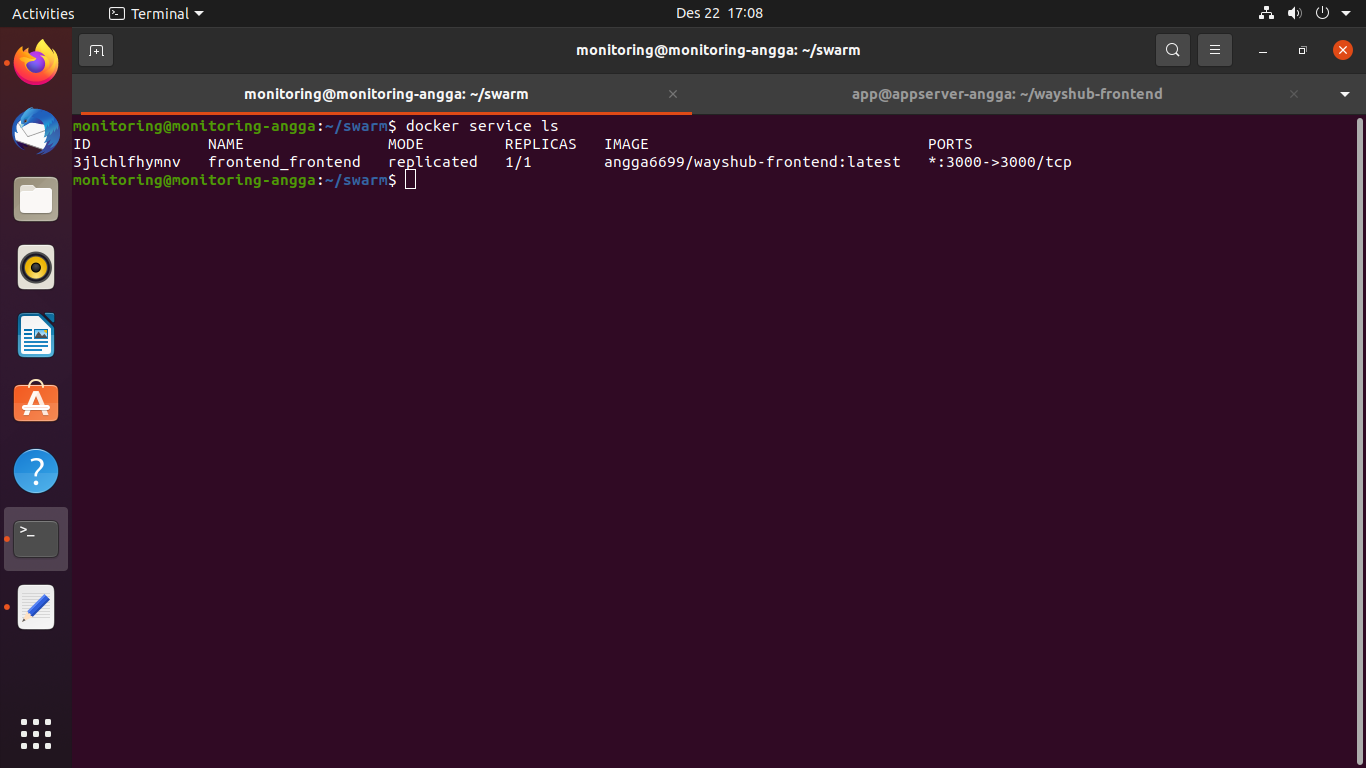 Activities Terminal Des 22 17:08
monitoring@monitoring-angga: ~/swarm
monitoring@monitoring-angga: ~/swarm app@appserver-angga: ~/wayshub-frontend
monitoring@monitoring-angga:~/swarm$ docker service ls
ID NAME MODE REPLICAS IMAGE PORTS
3jlchlfhymnv frontend_frontend replicated 1/1 angga6699/wayshub-frontend:latest *:3000->3000/tcp
monitoring@monitoring-angga:~/swarm$